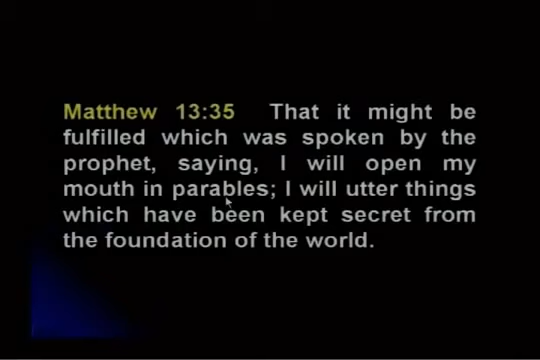 Matthew 13:35 That it might be
fulfilled which was spoken by the
prophet, saying, I will open my
mouth in parables; I will utter things
which have been kept secret from
the foundation of the world.